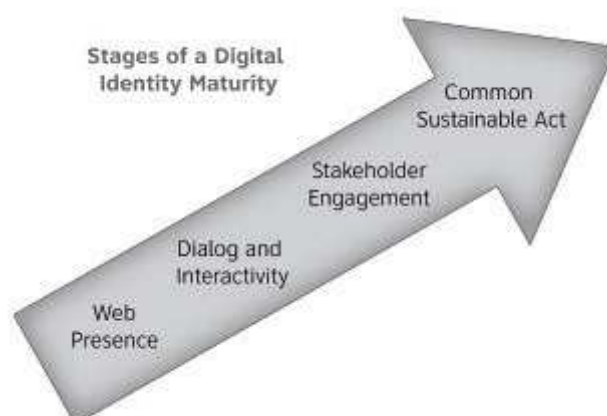 Stages of a Digital
Identity Maturity
Common
Sustainable Act
Stakeholder
Engagement
Dialog and
Interactivity
Web
Presence